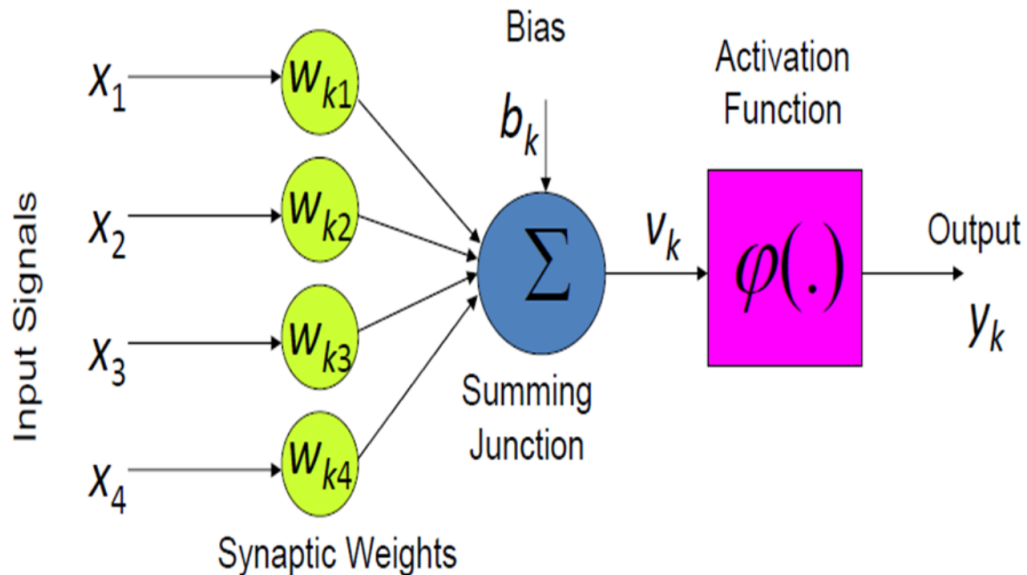 Input Signals
x1
x2
x3
x4
wk1
wk2
wk3
wk4
Synaptic Weights
Bias
bk
Σ
Summing
Junction
vk
Activation
Function
φ(.)
Output
yk